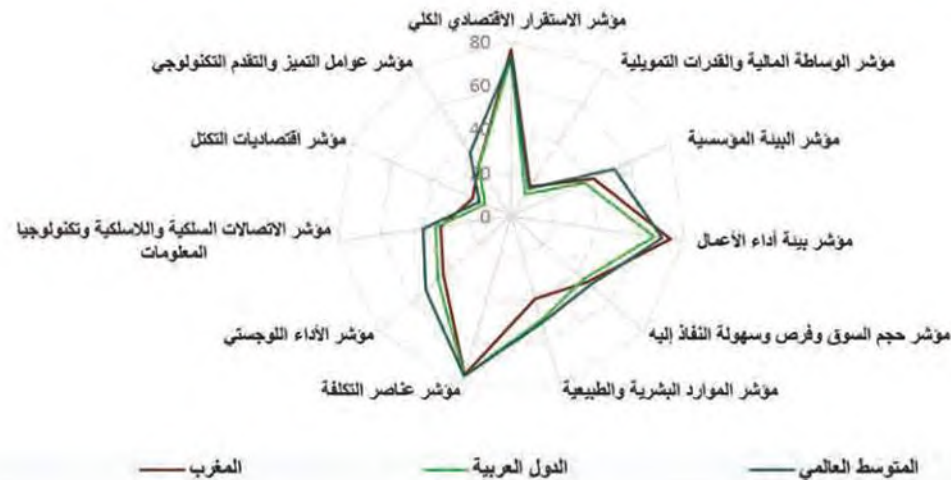 مؤشر الاستقرار الاقتصادي الكلي
80
60
40
20
0
مؤشر الوساطة المالية والقدرات التمويلية
مؤشر البيئة المؤسسية
مؤشر بيئة أداء الأعمال
مؤشر حجم السوق وفرص وسهولة النفاذ إليه
مؤشر الموارد البشرية والطبيعية
مؤشر عناصر التكلفة
مؤشر الأداء اللوجستي
مؤشر الاتصالات السلكية واللاسلكية وتكنولوجيا
المعلومات
مؤشر اقتصاديات التكتل
مؤشر عوامل التميز والتقدم التكنولوجي
المتوسط العالمي
الدول العربية
المغرب